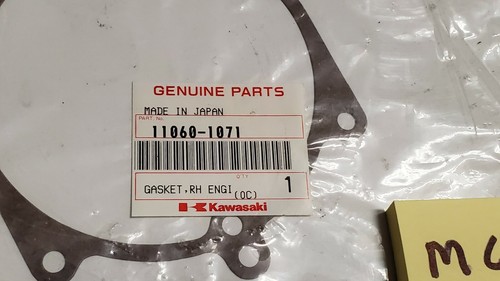 GENUINE PARTS
MADE IN JAPAN
PART No.
11060-1071
QTY
GASKET,RH ENGI (OC) 1
Kawasaki
M